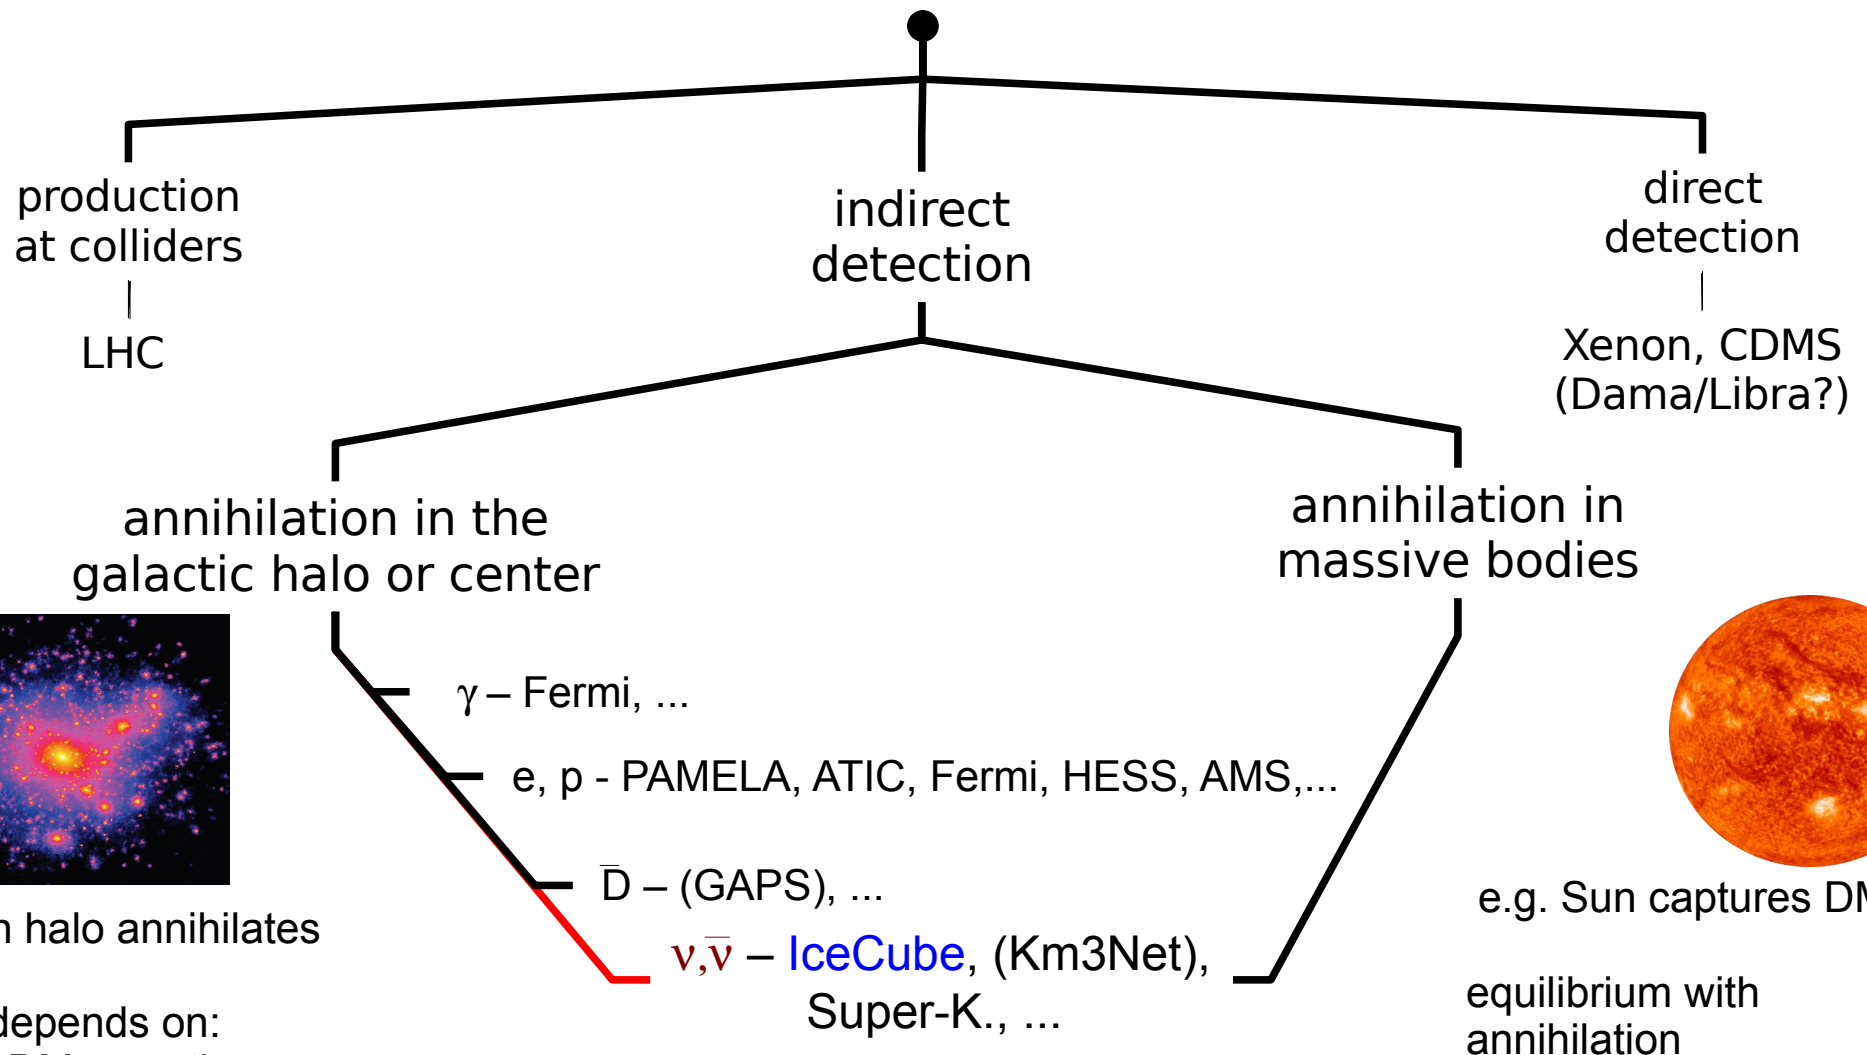 production
at colliders
LHC
indirect
detection
direct
detection
Xenon, CDMS
(Dama/Libra?)
annihilation in the
galactic halo or center
annihilation in
massive bodies
γ – Fermi, ...
e, p - PAMELA, ATIC, Fermi, HESS, AMS,...
D̅ – (GAPS), ...
ν,ν̅ – IceCube, (Km3Net),
Super-K., ...
halo annihilates
depends on:
e.g. Sun captures DM
equilibrium with
annihilation